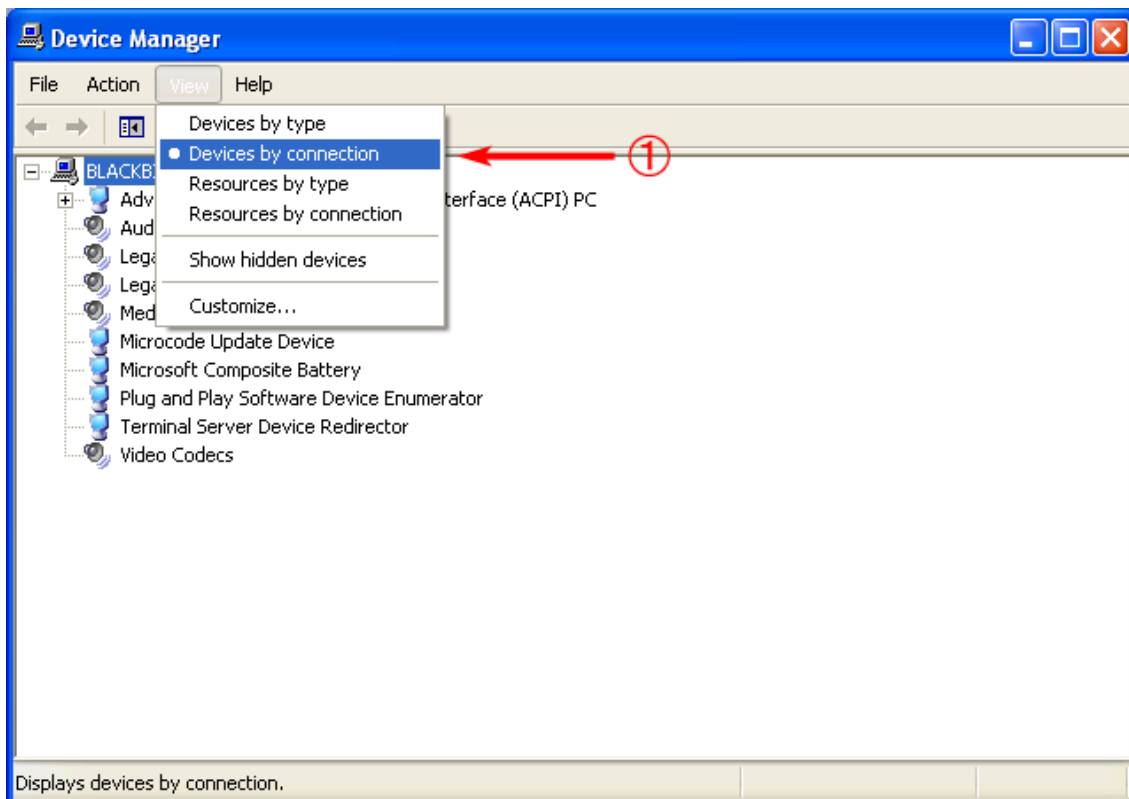 Device Manager
File Action View Help
Devices by type
Devices by connection
①
Resources by type
Resources by connection
Show hidden devices
Customize...
BLACKB
Adv terface (ACPI) PC
Aud
Lega
Lega
Med
Microcode Update Device
Microsoft Composite Battery
Plug and Play Software Device Enumerator
Terminal Server Device Redirector
Video Codecs
Displays devices by connection.